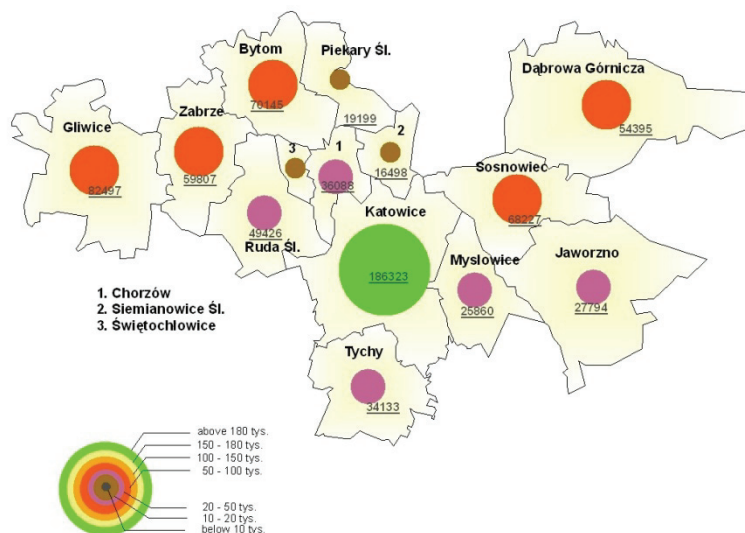 Bytom
Piekary Śl.
Dąbrowa Górnicza
70145
19199
54395
Zabrze
Gliwice
2
3
1
59807
82497
16498
Sosnowiec
36088
68227
Katowice
49426
Ruda Śl.
Mysłowice
Jaworzno
186323
25860
27794
1. Chorzów
2. Siemianowice Śl.
3. Świętochlowice
Tychy
34133
above 180 tys.
150 - 180 tys.
100 - 150 tys.
50 - 100 tys.
20 - 50 tys.
10 - 20 tys.
below 10 tys.